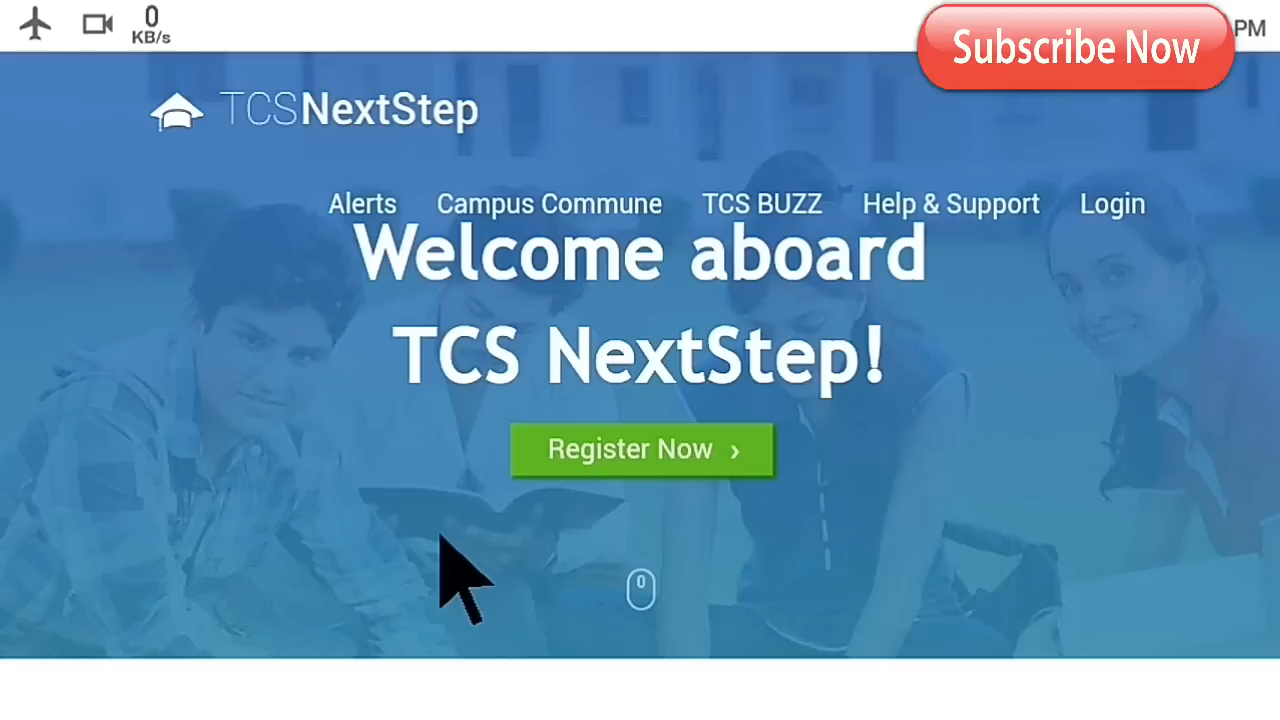 0
KB/s
Subscribe Now
PM
TCSNextStep
Alerts Campus Commune TCS BUZZ Help & Support Login
Welcome aboard
TCS NextStep!
Register Now ›
0